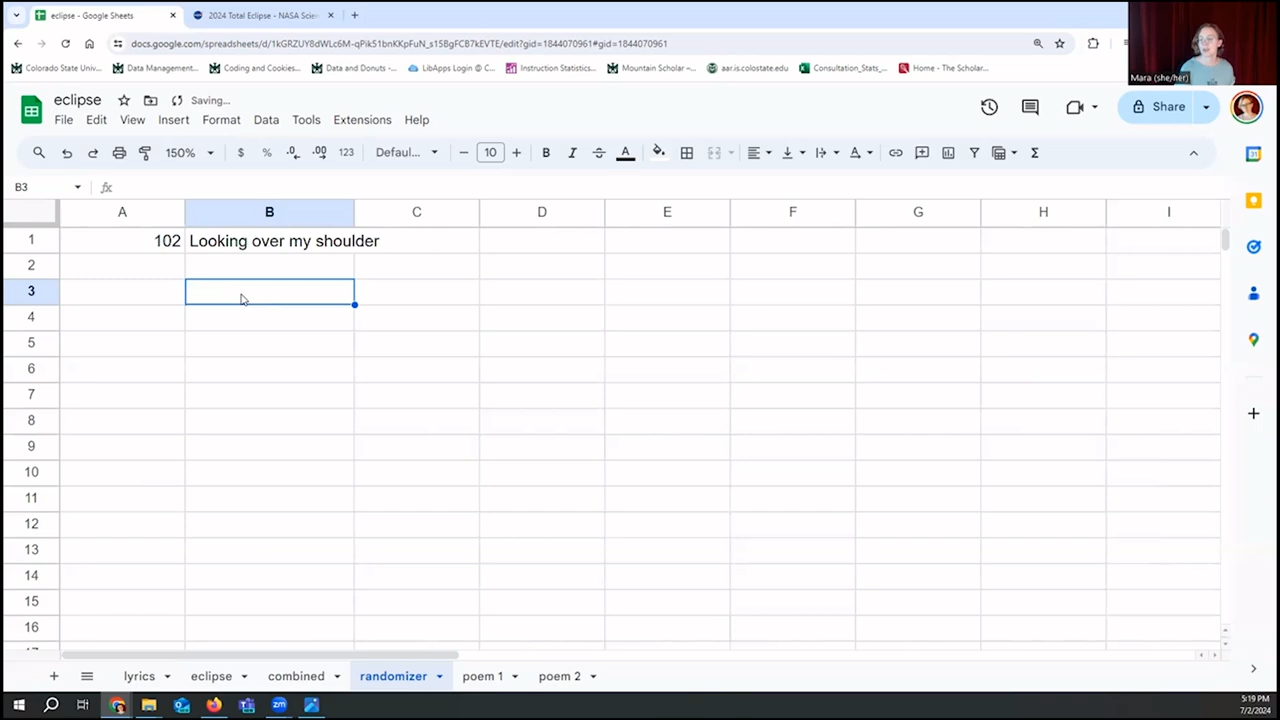 eclipse - Google Sheets
2024 Total Eclipse - NASA Scien
docs.google.com/spreadsheets/d/1kGRZUY8dWLc6M-qPik51bnKKpFuN_s15BgFCB7kEVTE/edit?gid=1844070961#gid=1844070961
Mara (she/her)
Colorado State Univ... Data Management... Coding and Cookies... Data and Donuts -... LibApps Login @ C... Instruction Statistics... Mountain Scholar –... aar.is.colostate.edu Consultation_Stats_... Home - The Scholar...
eclipse Saving...
File Edit View Insert Format Data Tools Extensions Help
Share
150% $ % .0 .00 123 Defaul... 10 B I S A Σ
B3 fx
A B C D E F G H I
1 102 Looking over my shoulder
2
3
4
5
6
7
8
9
10
11
12
13
14
15
16
17
lyrics eclipse combined randomizer poem 1 poem 2
5:19 PM
7/2/2024